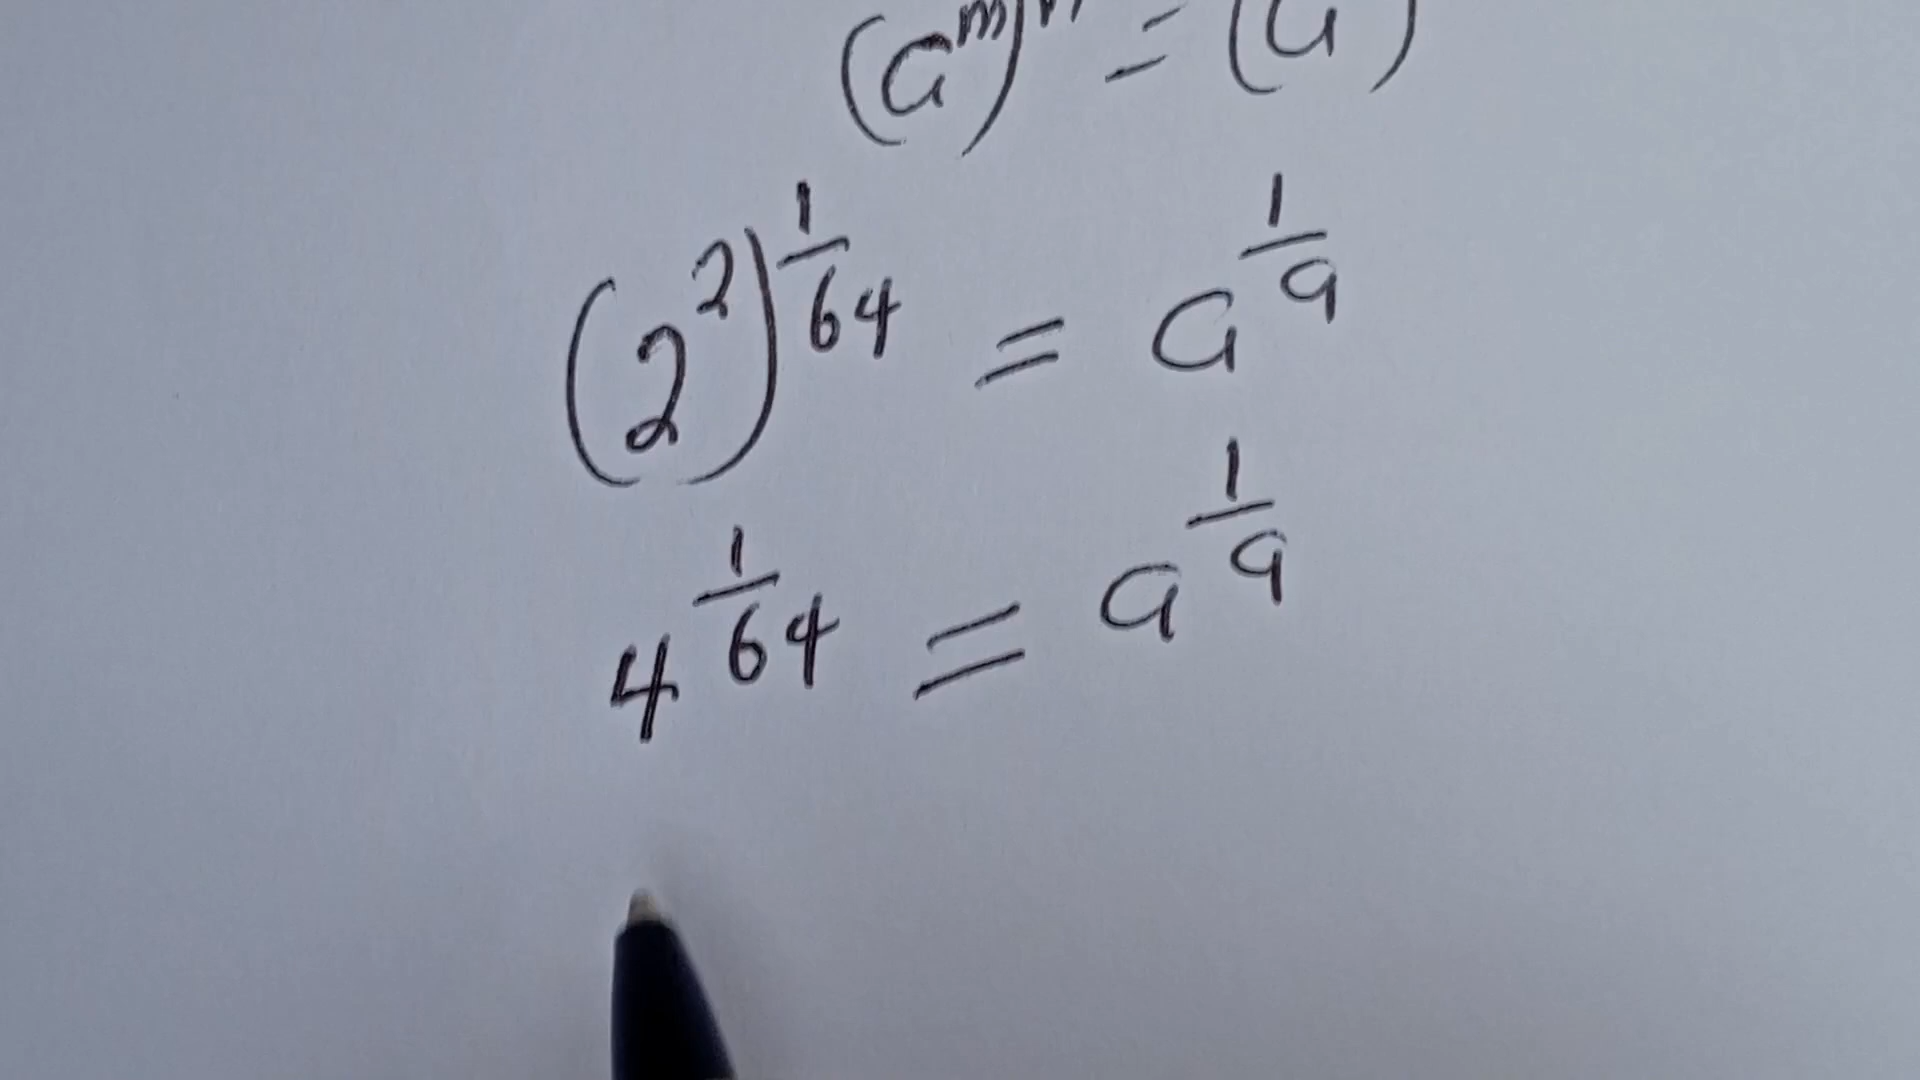 (a^m)^n = (a )
(2^2)^{1/64} = a^{1/a}
4^{1/64} = a^{1/a}